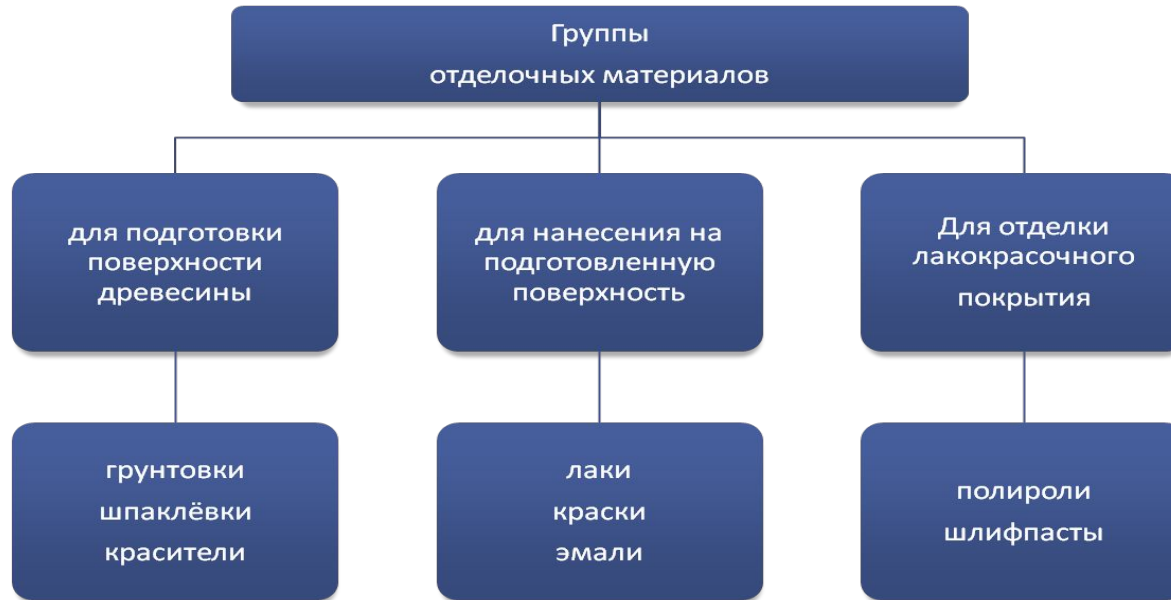 Группы
отделочных материалов
для подготовки
поверхности
древесины
для нанесения на
подготовленную
поверхность
Для отделки
лакокрасочного
покрытия
грунтовки
шпаклёвки
красители
лаки
краски
эмали
полироли
шлифпасты